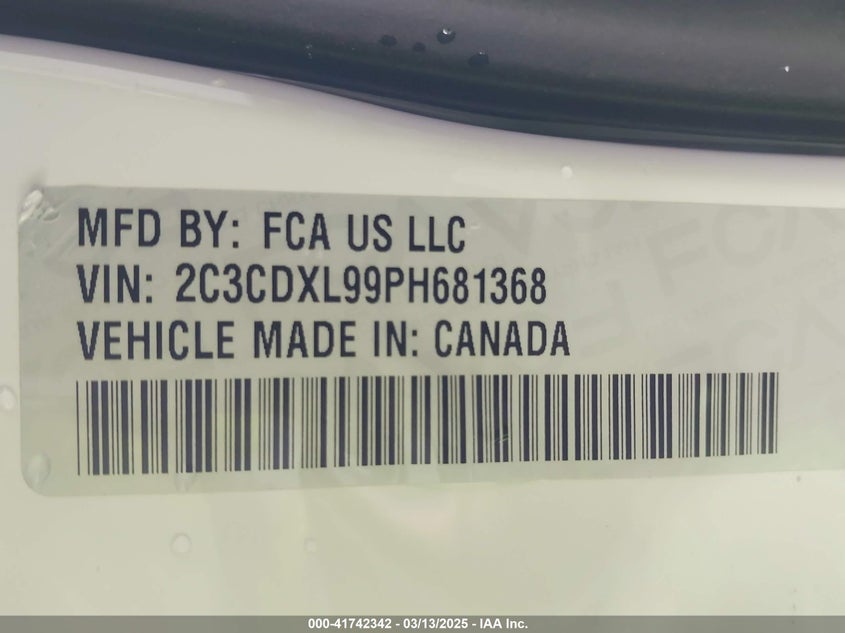 MFD BY: FCA US LLC
VIN: 2C3CDXL99PH681368
VEHICLE MADE IN: CANADA
000-41742342 - 03/13/2025 - IAA Inc.